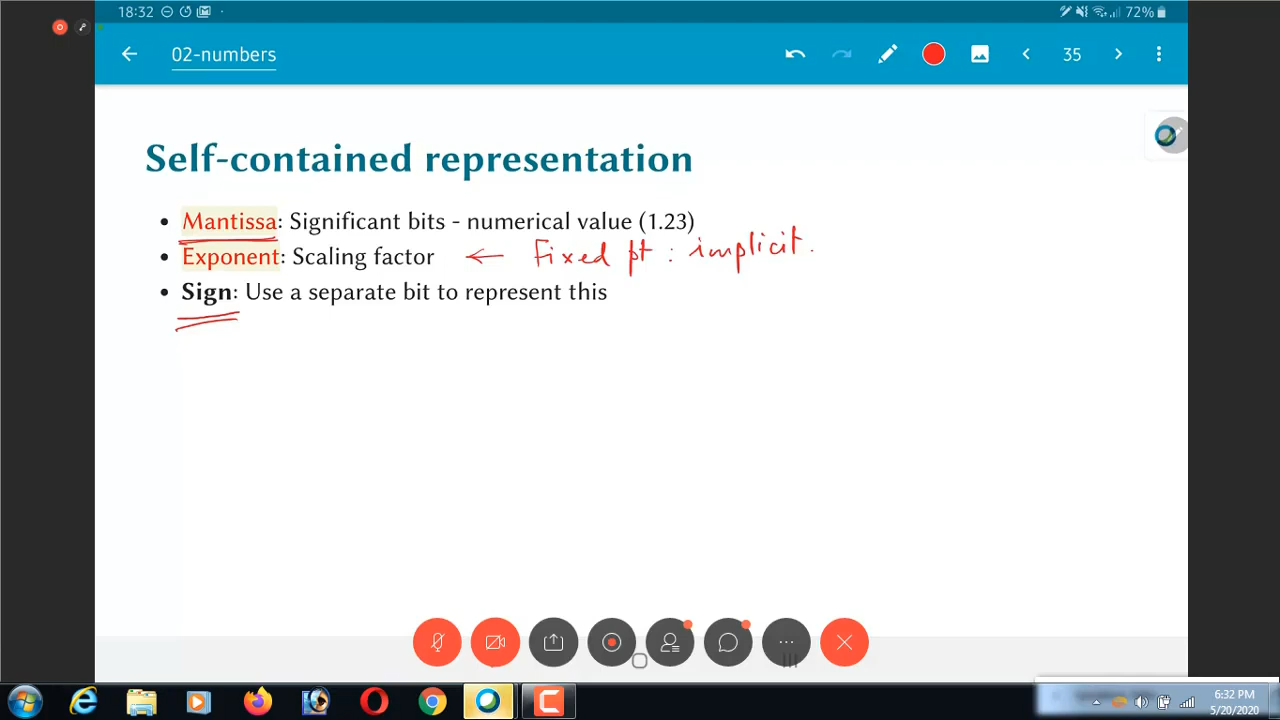 18:32 72%
02-numbers 35
Self-contained representation
• Mantissa: Significant bits - numerical value (1.23)
• Exponent: Scaling factor ← Fixed pt : implicit.
• Sign: Use a separate bit to represent this
6:32 PM
5/20/2020